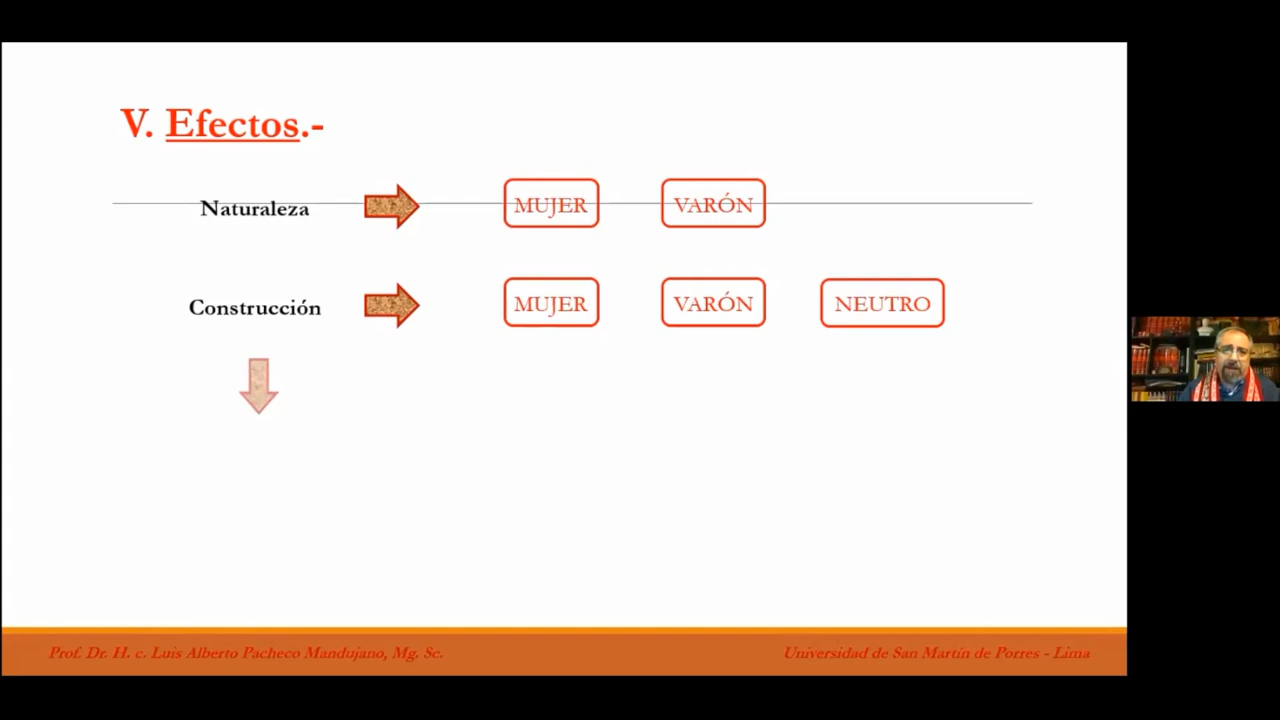 V. Efectos.-
Naturaleza
MUJER
VARÓN
Construcción
MUJER
VARÓN
NEUTRO
Prof. Dr. H. c. Luis Alberto Pacheco Mandujano, Mg. Sc.
Universidad de San Martín de Porres - Lima